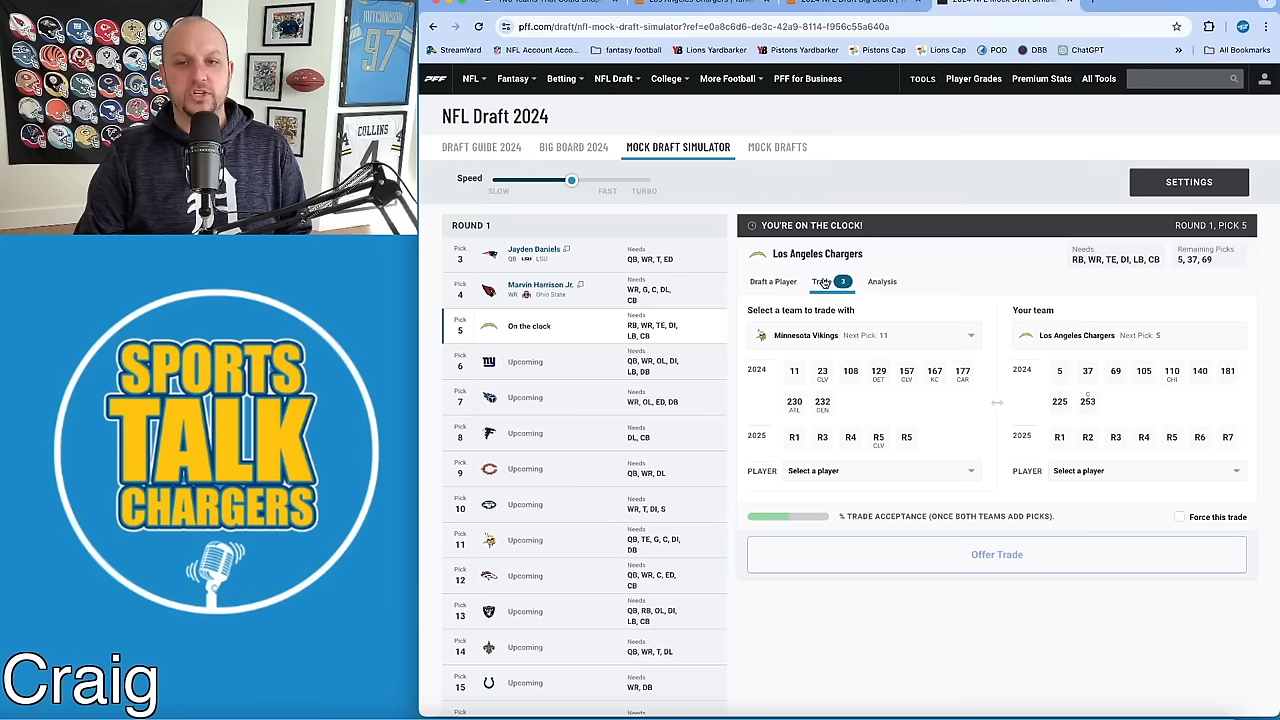 HUTCHINSON
97
COLLINS
4
SPORTS
TALK
CHARGERS
Craig
pff.com/draft/nfl-mock-draft-simulator?ref=e0a8c6d6-de3c-42a9-8114-f956c55a640a
StreamYard
NFL Account Acco...
fantasy football
Lions Yardbarker
Pistons Yardbarker
Pistons Cap
Lions Cap
POD
DBB
ChatGPT
»
All Bookmarks
PFF
NFL
Fantasy
Betting
NFL Draft
College
More Football
PFF for Business
TOOLS
Player Grades
Premium Stats
All Tools
NFL Draft 2024
DRAFT GUIDE 2024
BIG BOARD 2024
MOCK DRAFT SIMULATOR
MOCK DRAFTS
Speed
SLOW
FAST
TURBO
SETTINGS
ROUND 1
Pick
3
Jayden Daniels
QB LSU LSU
Needs
QB, WR, T, ED
Pick
4
Marvin Harrison Jr.
WR Ohio State
Needs
WR, G, C, DL,
CB
Pick
5
On the clock
Needs
RB, WR, TE, DI,
LB, CB
Pick
6
Upcoming
Needs
QB, WR, OL, DI,
LB, DB
Pick
7
Upcoming
Needs
WR, OL, ED, DB
Pick
8
Upcoming
Needs
DL, CB
Pick
9
Upcoming
Needs
QB, WR, DL
Pick
10
Upcoming
Needs
WR, T, DI, S
Pick
11
Upcoming
Needs
QB, TE, G, C, DI,
DB
Pick
12
Upcoming
Needs
QB, WR, C, ED,
CB
Pick
13
Upcoming
Needs
QB, RB, OL, DI,
LB, CB
Pick
14
Upcoming
Needs
QB, WR, T, DL
Pick
15
Upcoming
Needs
WR, DB
YOU'RE ON THE CLOCK!
ROUND 1, PICK 5
Los Angeles Chargers
Needs
RB, WR, TE, DI, LB, CB
Remaining Picks
5, 37, 69
Draft a Player
3
Analysis
Select a team to trade with
Minnesota Vikings Next Pick: 11
2024
11
23
CLV
108
129
DET
157
CLV
167
KC
177
CAR
230
ATL
232
DEN
2025
R1
R3
R4
R5
CLV
R5
PLAYER
Select a player
Your team
Los Angeles Chargers Next Pick: 5
2024
5
37
69
105
110
CHI
140
181
225
C
253
2025
R1
R2
R3
R4
R5
R6
R7
PLAYER
Select a player
% TRADE ACCEPTANCE (ONCE BOTH TEAMS ADD PICKS).
Force this trade
Offer Trade